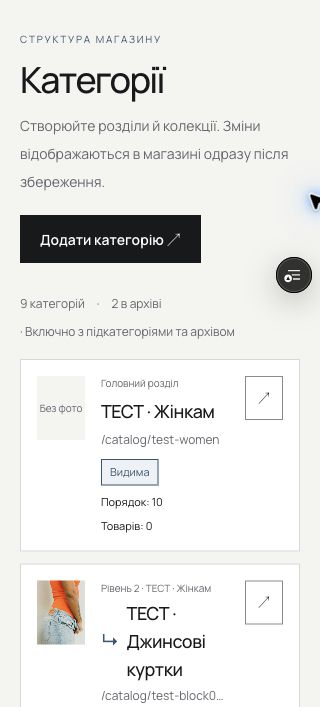 СТРУКТУРА МАГАЗИНУ
Категорії
Створюйте розділи й колекції. Зміни
відображаються в магазині одразу після
збереження.
Додати категорію ↗
9 категорій · 2 в архіві
· Включно з підкатегоріями та архівом
Без фото
Головний розділ
ТЕСТ · Жінкам
/catalog/test-women
Видима
Порядок: 10
Товарів: 0
↗
Рівень 2 · ТЕСТ · Жінкам
ТЕСТ ·
↳ Джинсові
куртки
/catalog/test-block0…
↗